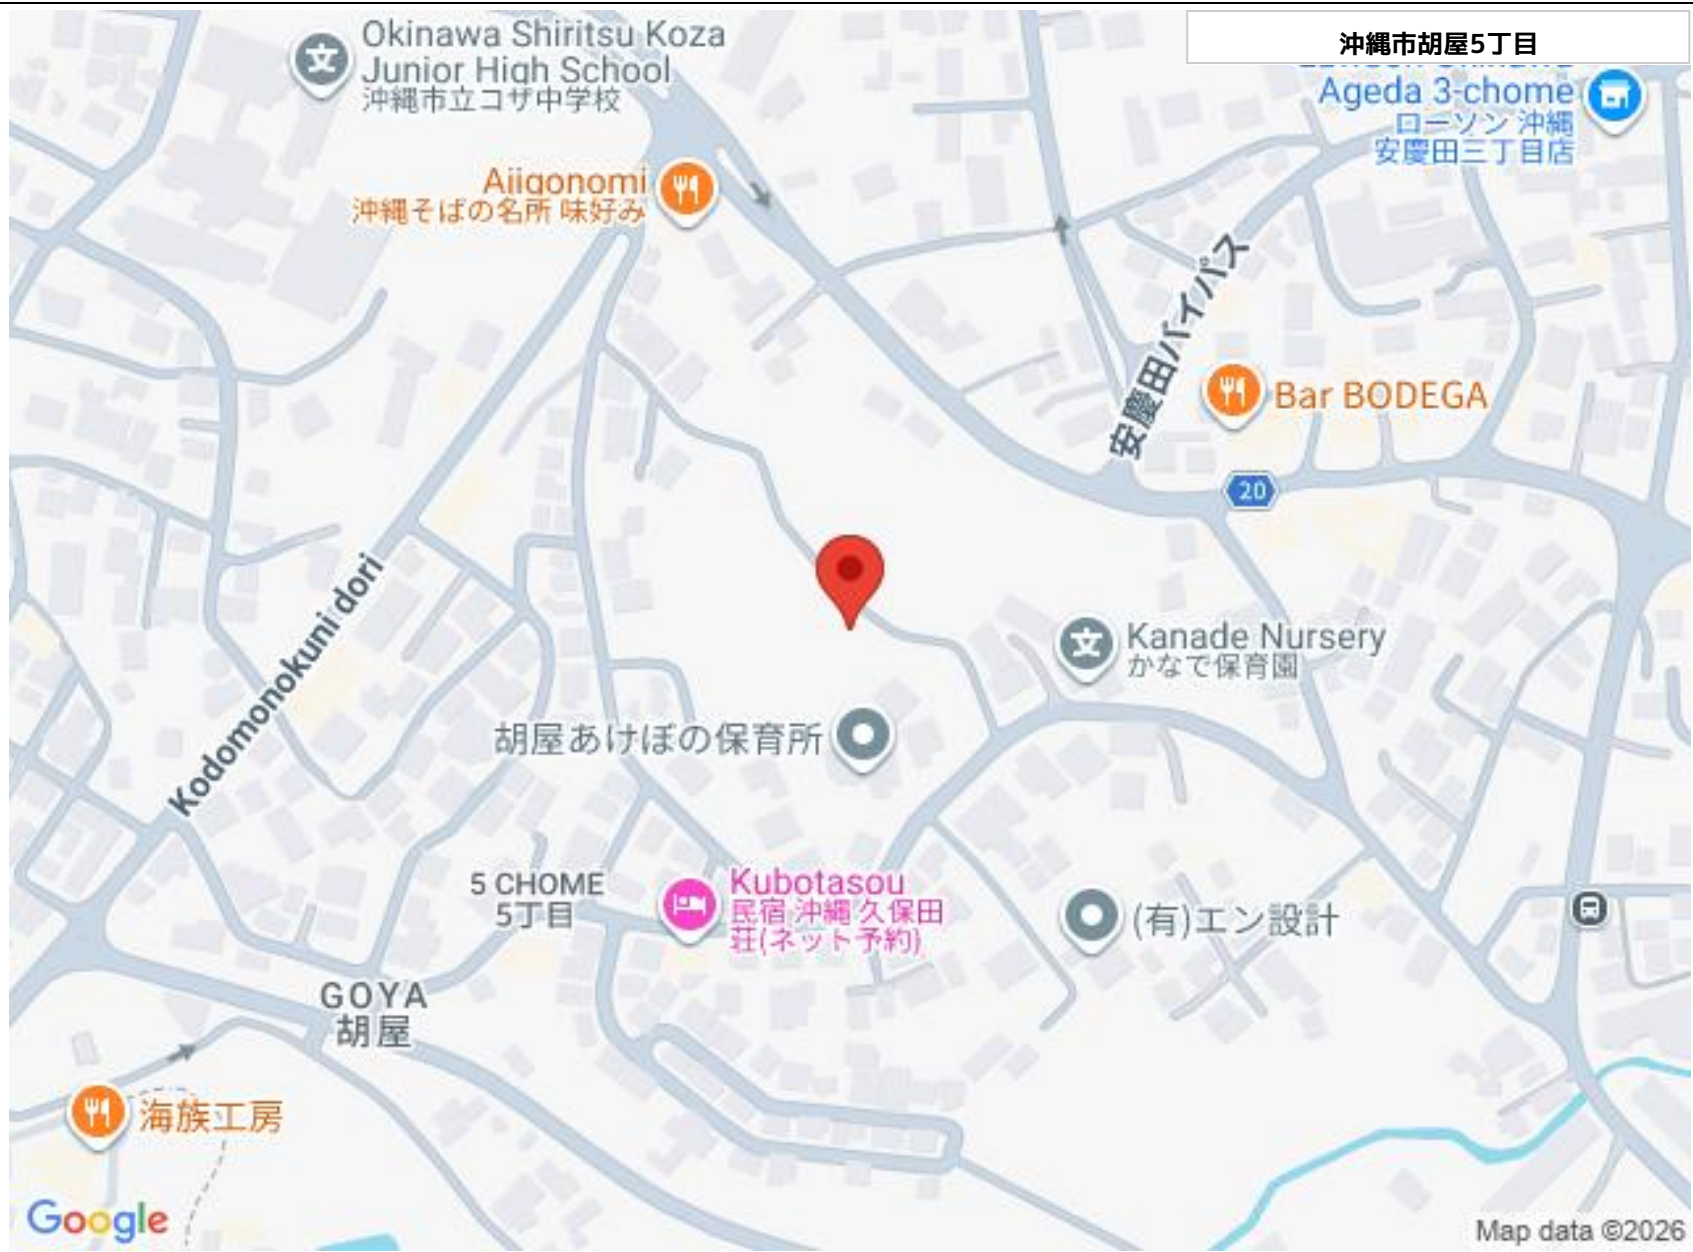 沖縄市胡屋5丁目
Okinawa Shiritsu Koza
Junior High School
沖縄市立コザ中学校
Ageda 3-chome
ローソン 沖縄
安慶田三丁目店
Ajigonomi
沖縄そばの名所 味好み
安慶田バイパス
Bar BODEGA
20
Kodomonokuni dori
Kanade Nursery
かなで保育園
胡屋あけぼの保育所
5 CHOME
5丁目
Kubotasou
民宿 沖縄 久保田
荘(ネット予約)
(有)エン設計
GOYA
胡屋
海族工房
Google
Map data ©2026